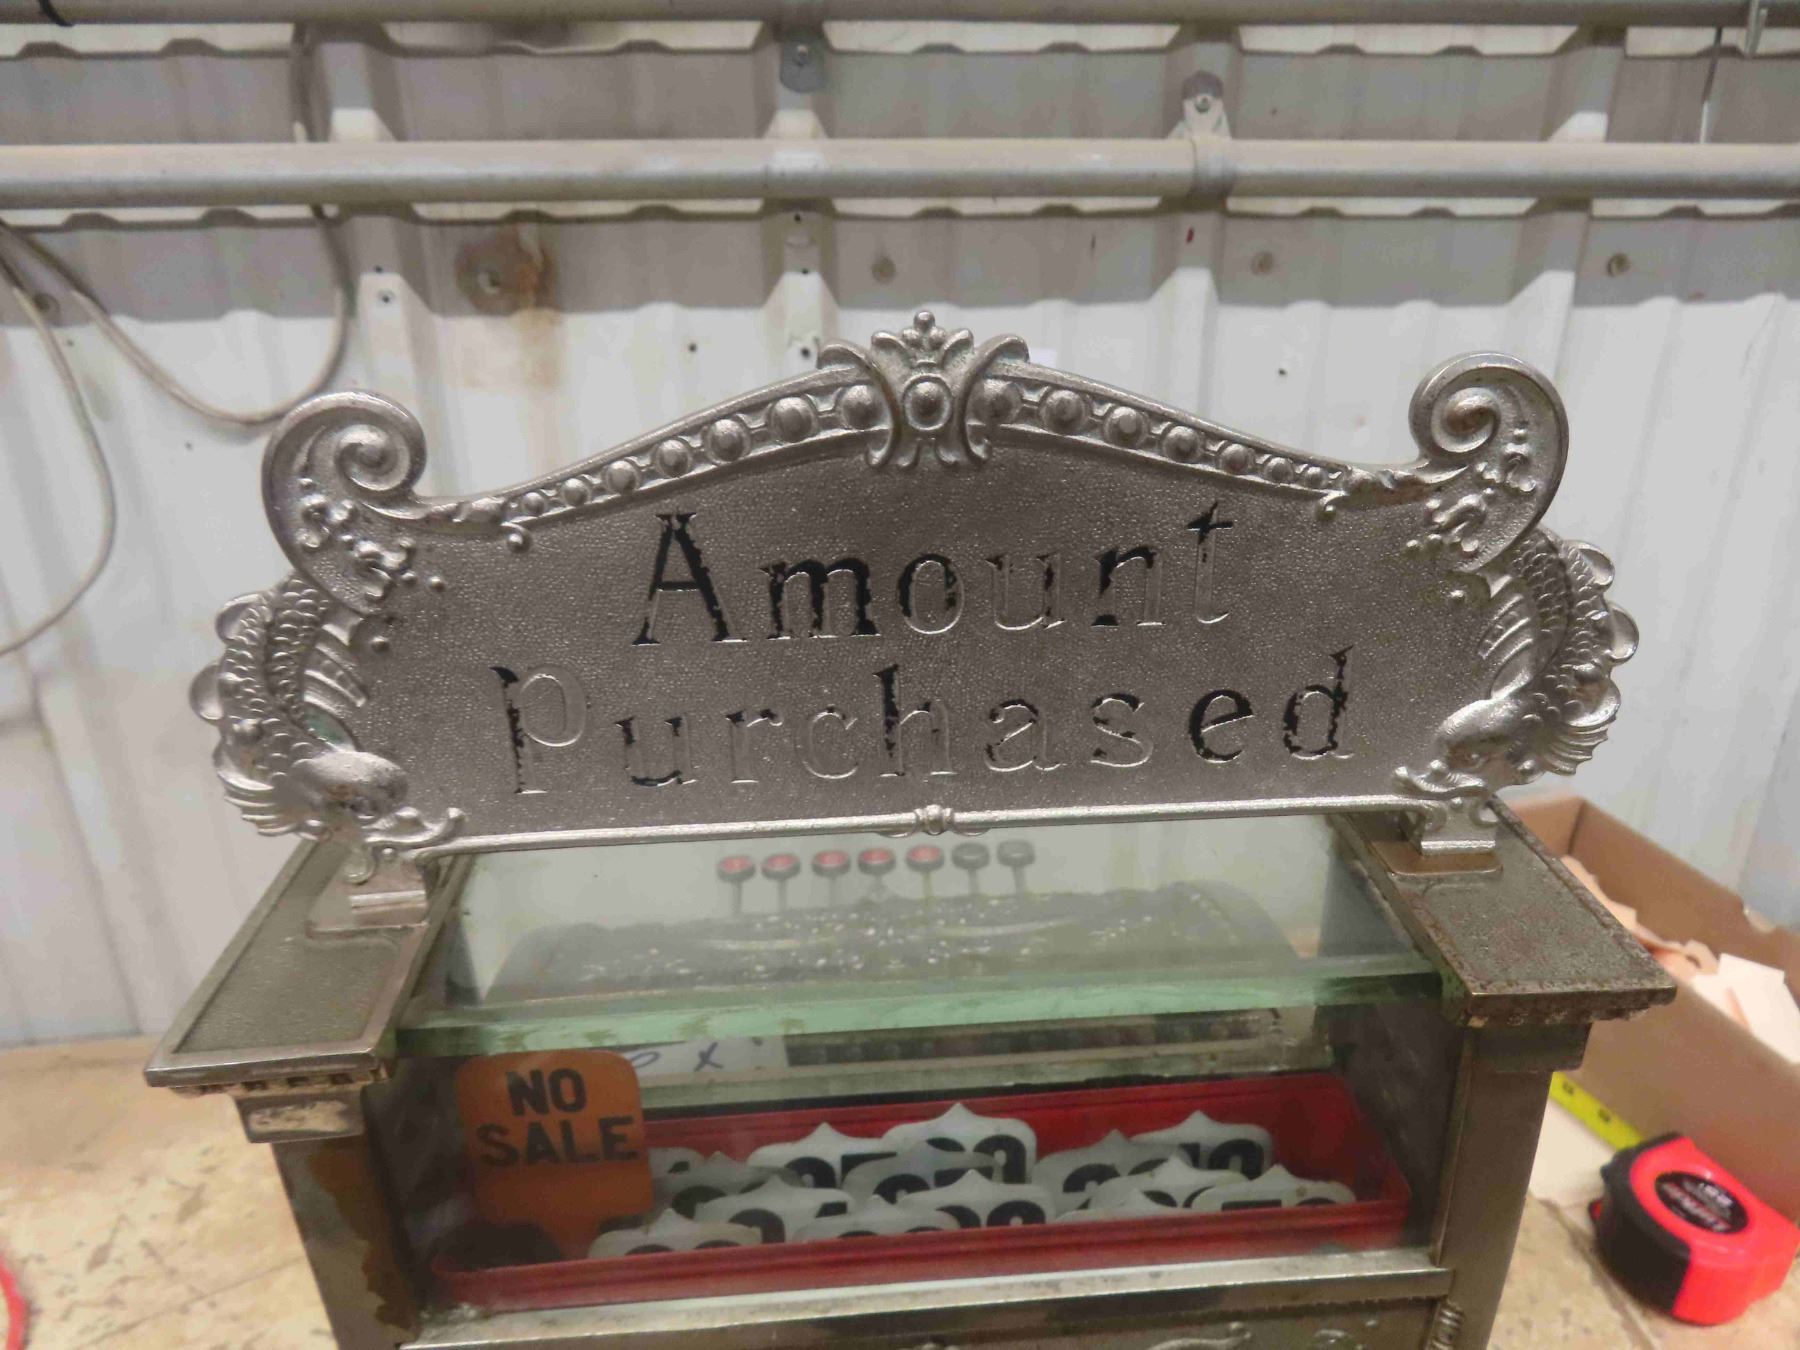 Amount
Purchased
NO
SALE